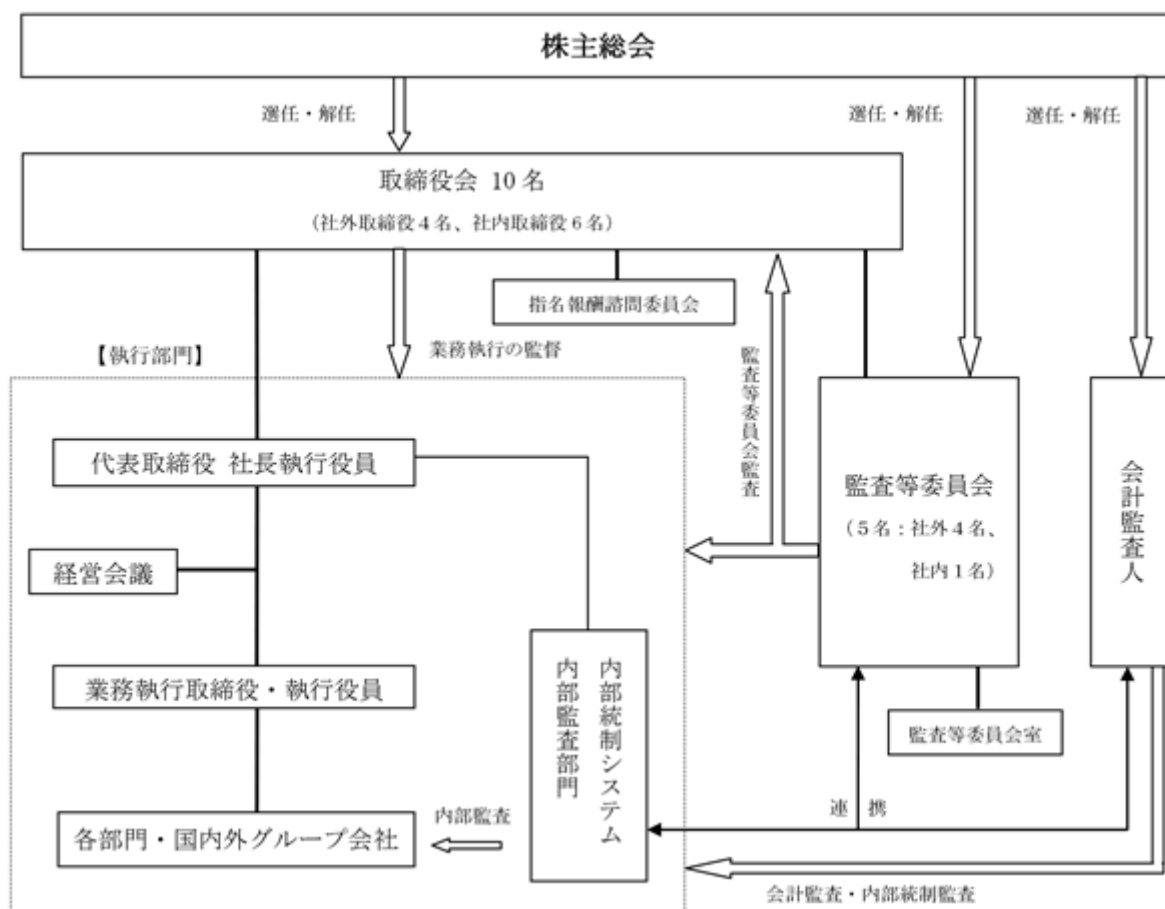 株主総会
選任・解任
選任・解任
選任・解任
取締役会 10名
(社外取締役4名、社内取締役6名)
指名報酬諮問委員会
【執行部門】
業務執行の監督
監査等委員会監査
代表取締役 社長執行役員
監査等委員会
(5名:社外4名、
社内1名)
会計監査人
経営会議
業務執行取締役・執行役員
内部統制システム
内部監査部門
監査等委員会室
各部門・国内外グループ会社
内部監査
連携
会計監査・内部統制監査